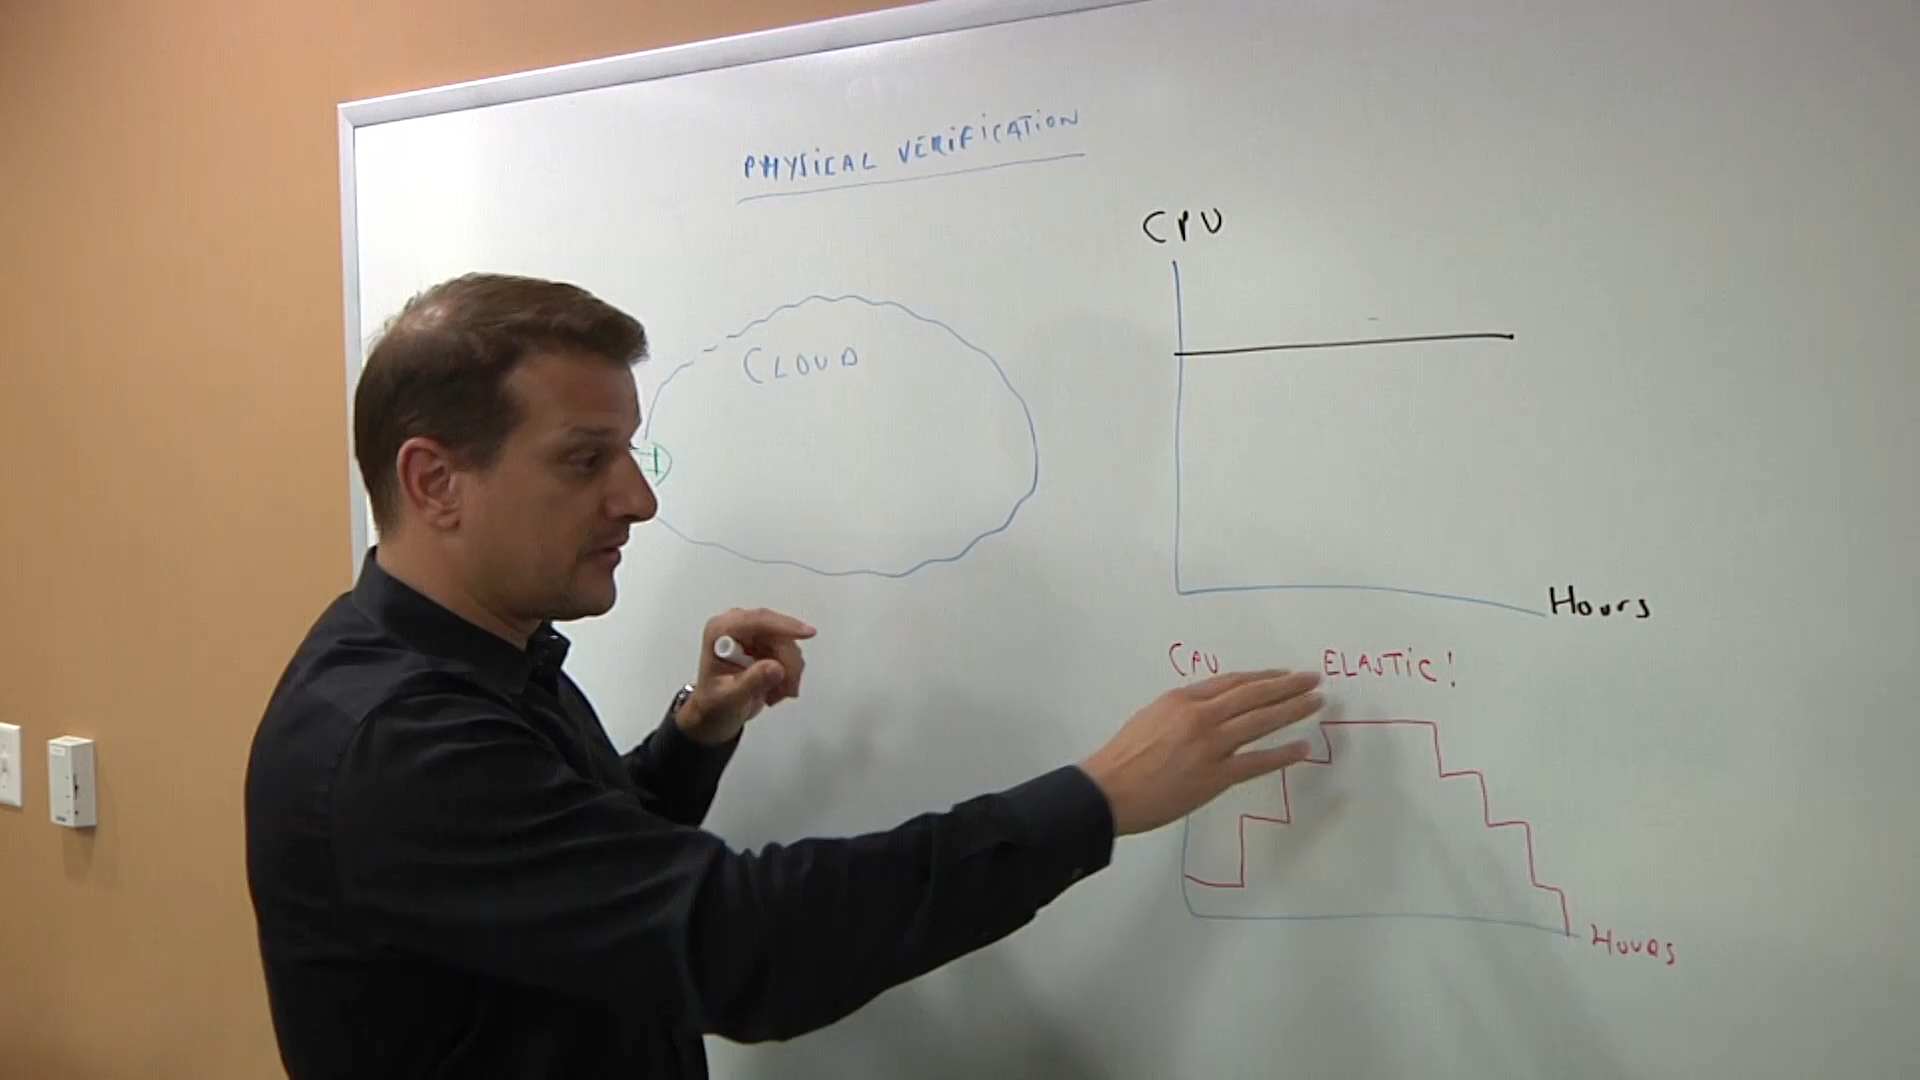 PHYSICAL VERIFICATION
CLOUD
CPU
Hours
CPU ELASTIC!
HOURS